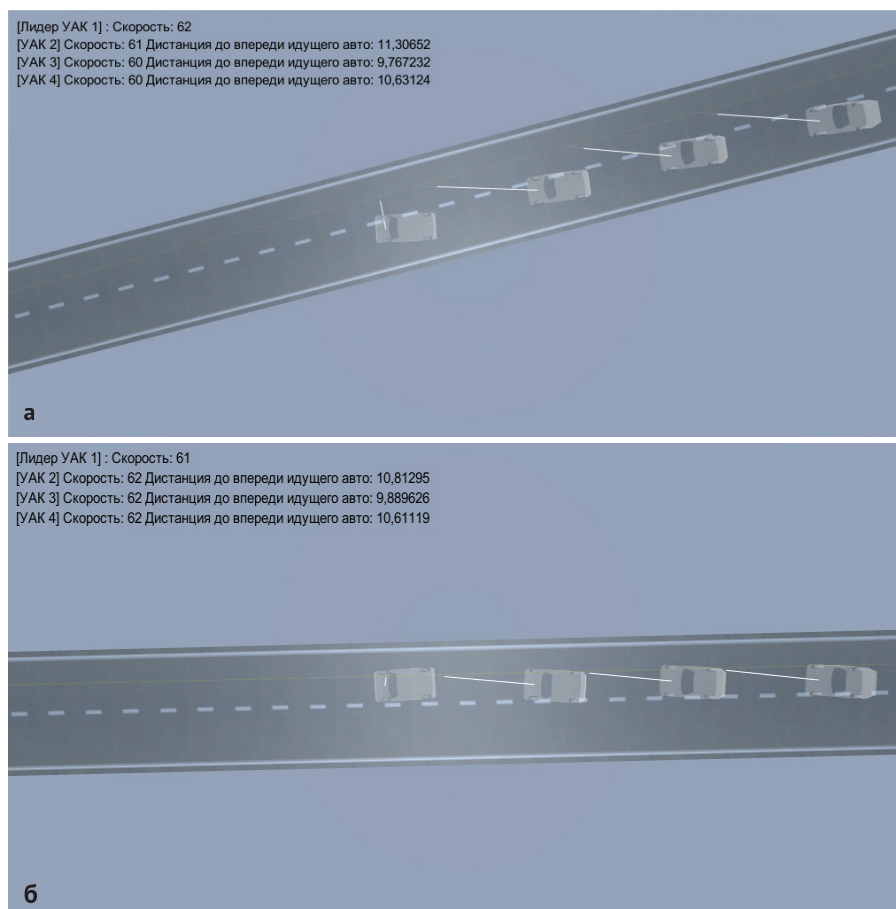 [Лидер УАК 1] : Скорость: 62
[УАК 2] Скорость: 61 Дистанция до впереди идущего авто: 11,30652
[УАК 3] Скорость: 60 Дистанция до впереди идущего авто: 9,767232
[УАК 4] Скорость: 60 Дистанция до впереди идущего авто: 10,63124
а
[Лидер УАК 1] : Скорость: 61
[УАК 2] Скорость: 62 Дистанция до впереди идущего авто: 10,81295
[УАК 3] Скорость: 62 Дистанция до впереди идущего авто: 9,889626
[УАК 4] Скорость: 62 Дистанция до впереди идущего авто: 10,61119
б